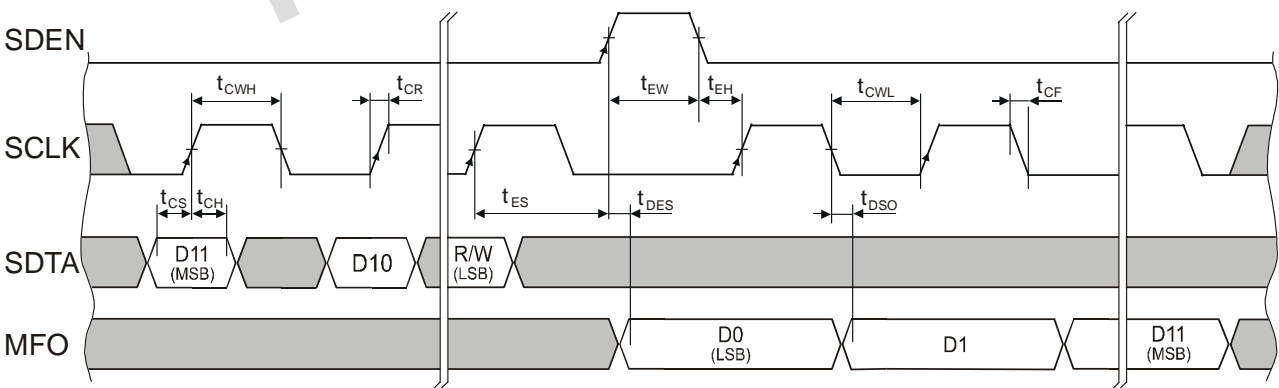 SDEN
tCWH
tCR
tEW
tEH
tCWL
tCF
SCLK
tCS
tCH
tES
tDES
tDSO
SDTA
D11
(MSB)
D10
R/W
(LSB)
MFO
D0
(LSB)
D1
D11
(MSB)